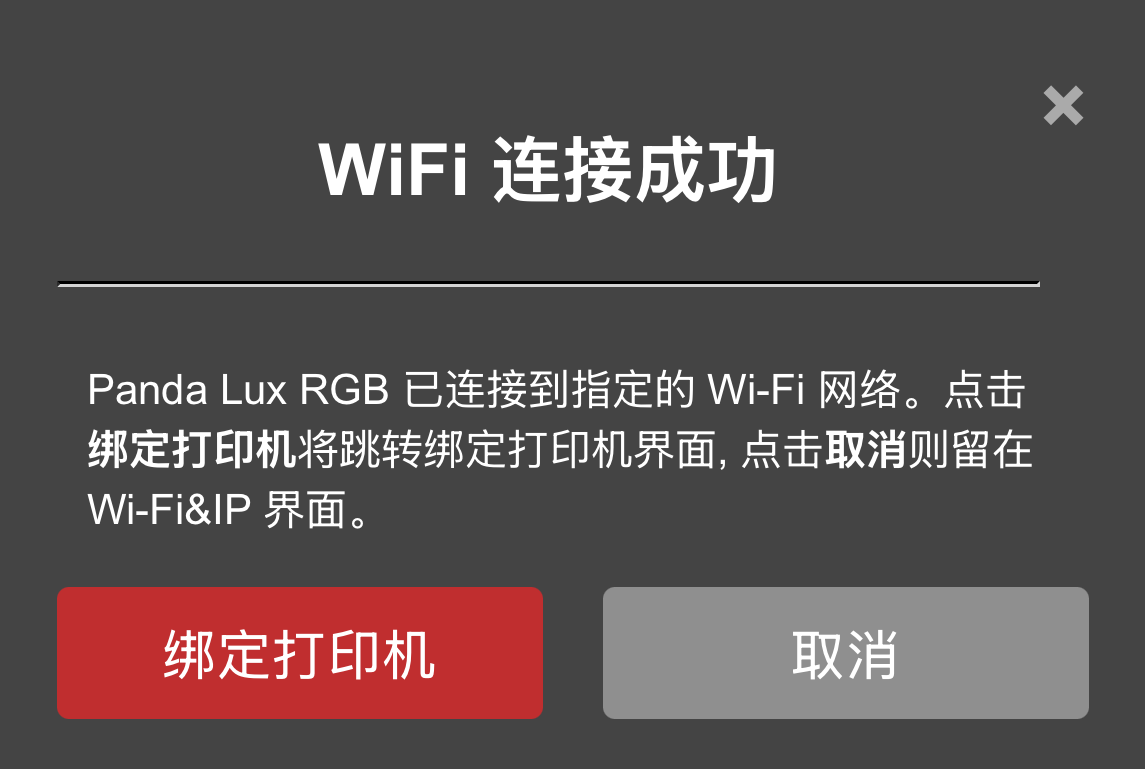 WiFi 连接成功
Panda Lux RGB 已连接到指定的 Wi-Fi 网络。点击
绑定打印机将跳转绑定打印机界面, 点击取消则留在
Wi-Fi&IP 界面。
绑定打印机
取消